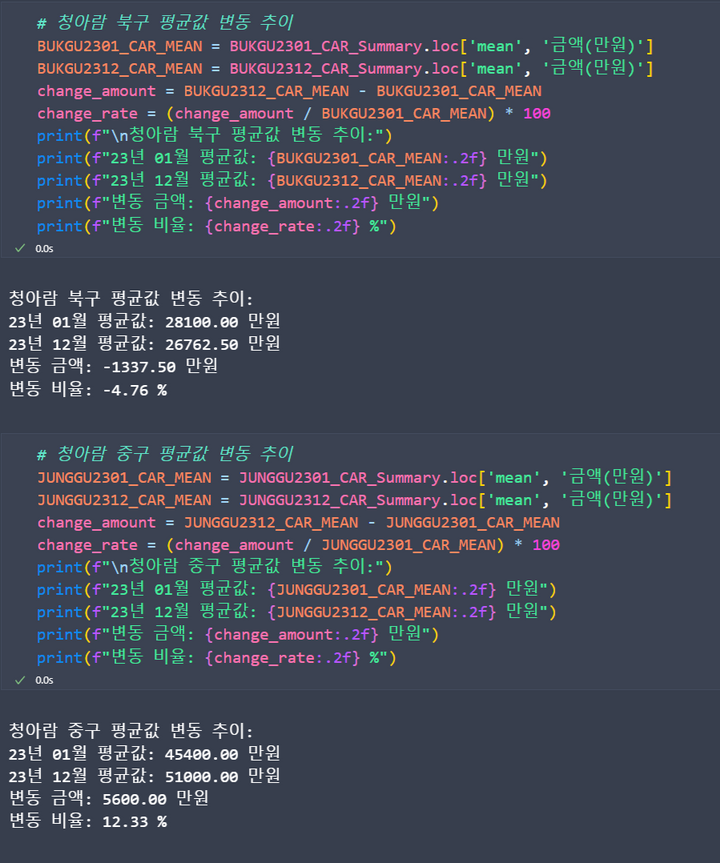 # 청아람 북구 평균값 변동 추이
BUKGU2301_CAR_MEAN = BUKGU2301_CAR_Summary.loc['mean', '금액(만원)']
BUKGU2312_CAR_MEAN = BUKGU2312_CAR_Summary.loc['mean', '금액(만원)']
change_amount = BUKGU2312_CAR_MEAN - BUKGU2301_CAR_MEAN
change_rate = (change_amount / BUKGU2301_CAR_MEAN) * 100
print(f"\n청아람 북구 평균값 변동 추이:")
print(f"23년 01월 평균값: {BUKGU2301_CAR_MEAN:.2f} 만원")
print(f"23년 12월 평균값: {BUKGU2312_CAR_MEAN:.2f} 만원")
print(f"변동 금액: {change_amount:.2f} 만원")
print(f"변동 비율: {change_rate:.2f} %")
✓ 0.0s
청아람 북구 평균값 변동 추이:
23년 01월 평균값: 28100.00 만원
23년 12월 평균값: 26762.50 만원
변동 금액: -1337.50 만원
변동 비율: -4.76 %
# 청아람 중구 평균값 변동 추이
JUNGGU2301_CAR_MEAN = JUNGGU2301_CAR_Summary.loc['mean', '금액(만원)']
JUNGGU2312_CAR_MEAN = JUNGGU2312_CAR_Summary.loc['mean', '금액(만원)']
change_amount = JUNGGU2312_CAR_MEAN - JUNGGU2301_CAR_MEAN
change_rate = (change_amount / JUNGGU2301_CAR_MEAN) * 100
print(f"\n청아람 중구 평균값 변동 추이:")
print(f"23년 01월 평균값: {JUNGGU2301_CAR_MEAN:.2f} 만원")
print(f"23년 12월 평균값: {JUNGGU2312_CAR_MEAN:.2f} 만원")
print(f"변동 금액: {change_amount:.2f} 만원")
print(f"변동 비율: {change_rate:.2f} %")
✓ 0.0s
청아람 중구 평균값 변동 추이:
23년 01월 평균값: 45400.00 만원
23년 12월 평균값: 51000.00 만원
변동 금액: 5600.00 만원
변동 비율: 12.33 %